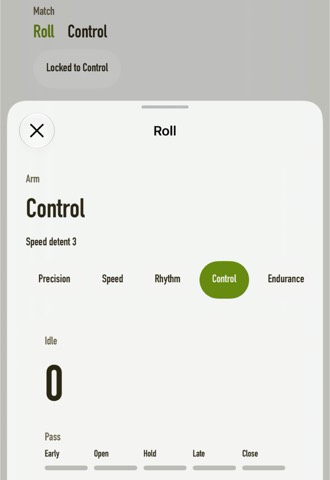 Match
Roll Control
Locked to Control
Roll
Arm
Control
Speed detent 3
Precision Speed Rhythm Control Endurance
Idle
0
Pass
Early Open Hold Late Close